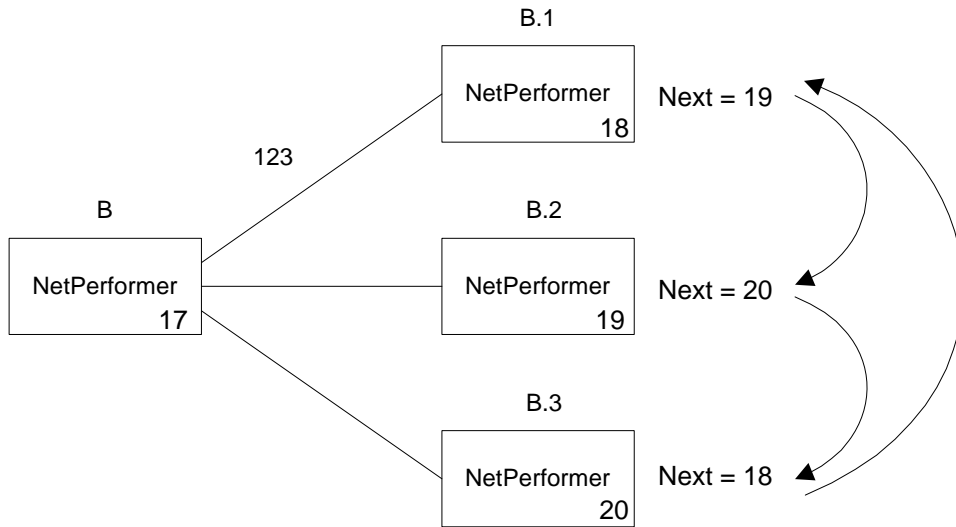 B.1
NetPerformer
18
Next = 19
123
B
NetPerformer
17
B.2
NetPerformer
19
Next = 20
B.3
NetPerformer
20
Next = 18